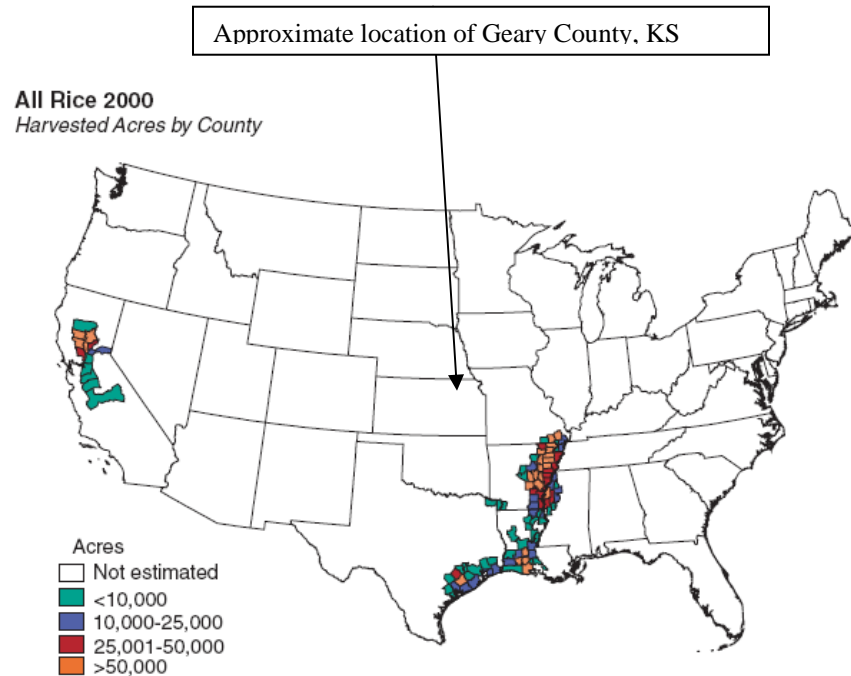 Approximate location of Geary County, KS
All Rice 2000
Harvested Acres by County
Acres
Not estimated
<10,000
10,000-25,000
25,001-50,000
>50,000